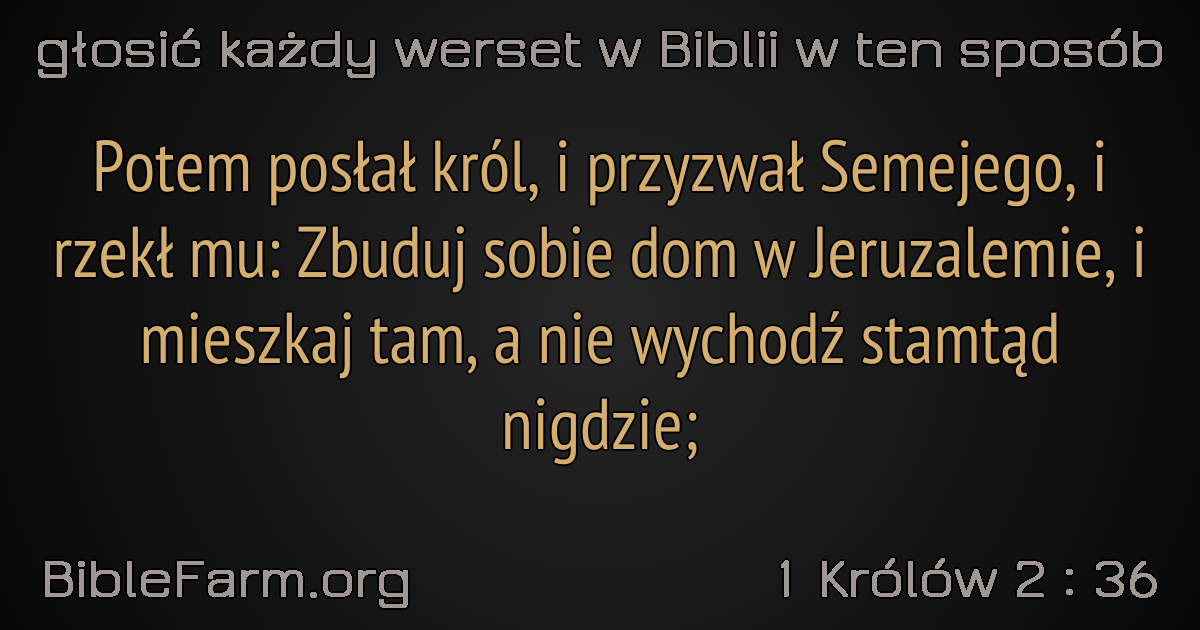 głosić każdy werset w Biblii w ten sposób
Potem posłał król, i przyzwał Semejego, i
rzekł mu: Zbuduj sobie dom w Jeruzalemie, i
mieszkaj tam, a nie wychodź stamtąd
nigdzie;
BibleFarm.org
1 Królów 2 : 36